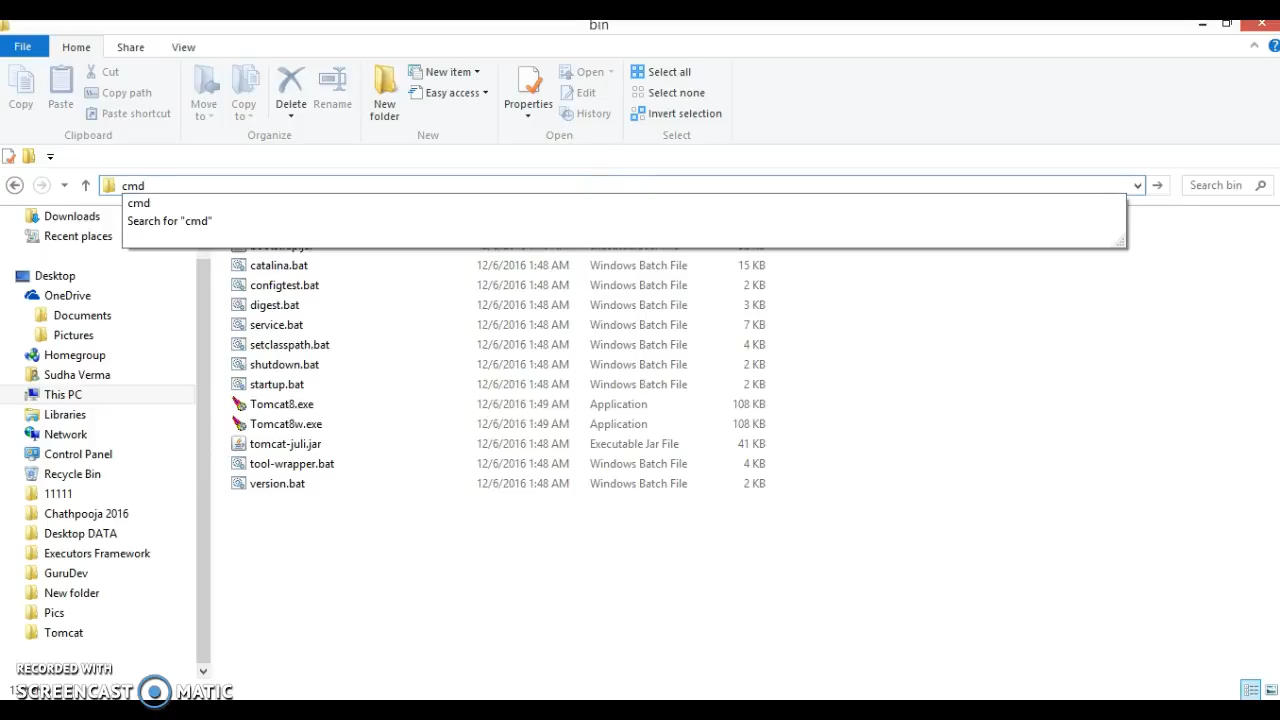 bin
File Home Share View
Copy
Paste
Cut
Copy path
Paste shortcut
Clipboard
Move to
Copy to
Delete
Rename
Organize
New folder
New item
Easy access
New
Properties
Open
Edit
History
Open
Select all
Select none
Invert selection
Select
cmd
Search bin
cmd
Search for "cmd"
Downloads
Recent places
Desktop
OneDrive
Documents
Pictures
Homegroup
Sudha Verma
This PC
Libraries
Network
Control Panel
Recycle Bin
11111
Chathpooja 2016
Desktop DATA
Executors Framework
GuruDev
New folder
Pics
Tomcat
catalina.bat 12/6/2016 1:48 AM Windows Batch File 15 KB
configtest.bat 12/6/2016 1:48 AM Windows Batch File 2 KB
digest.bat 12/6/2016 1:48 AM Windows Batch File 3 KB
service.bat 12/6/2016 1:48 AM Windows Batch File 7 KB
setclasspath.bat 12/6/2016 1:48 AM Windows Batch File 4 KB
shutdown.bat 12/6/2016 1:48 AM Windows Batch File 2 KB
startup.bat 12/6/2016 1:48 AM Windows Batch File 2 KB
Tomcat8.exe 12/6/2016 1:49 AM Application 108 KB
Tomcat8w.exe 12/6/2016 1:49 AM Application 108 KB
tomcat-juli.jar 12/6/2016 1:48 AM Executable Jar File 41 KB
tool-wrapper.bat 12/6/2016 1:48 AM Windows Batch File 4 KB
version.bat 12/6/2016 1:48 AM Windows Batch File 2 KB
RECORDED WITH
SCREENCAST MATIC